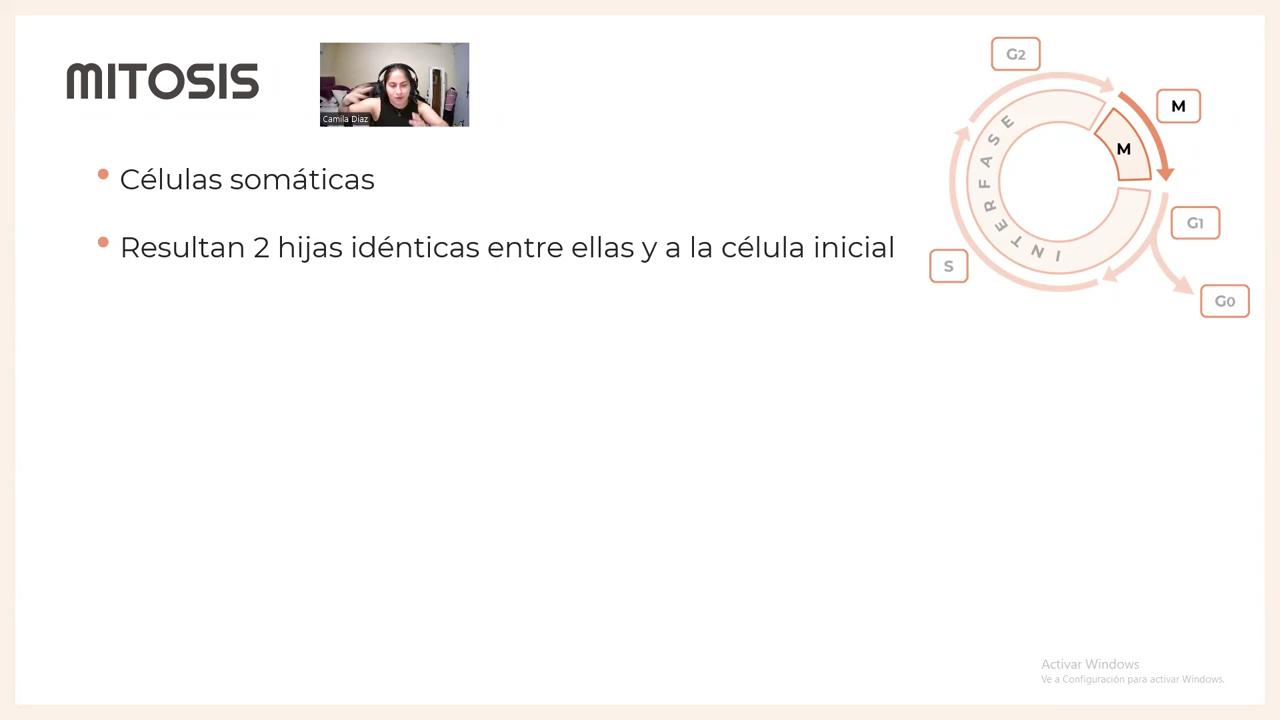 MITOSIS
Camila Diaz
Células somáticas
Resultan 2 hijas idénticas entre ellas y a la célula inicial
G2
M
M
INTERFASE
G1
S
G0
Activar Windows
Ve a Configuración para activar Windows.